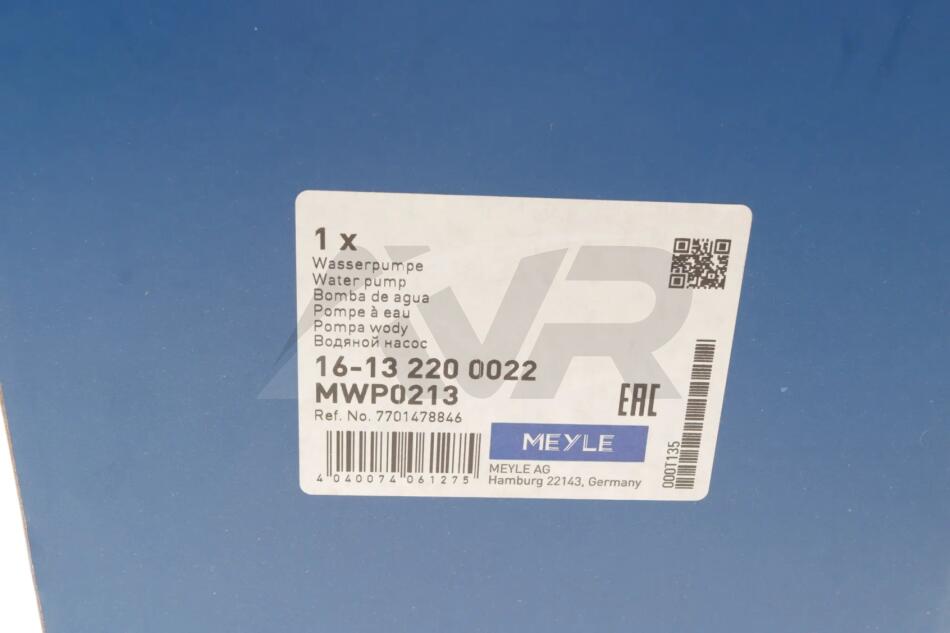 1 x
Wasserpumpe
Water pump
Bomba de agua
Pompe à eau
Pompa wody
Водяной насос
16-13 220 0022
MWP0213
Ref. No. 7701478846
4 040074 061275
EAC
MEYLE
MEYLE AG
Hamburg 22143, Germany
000T135
AVR